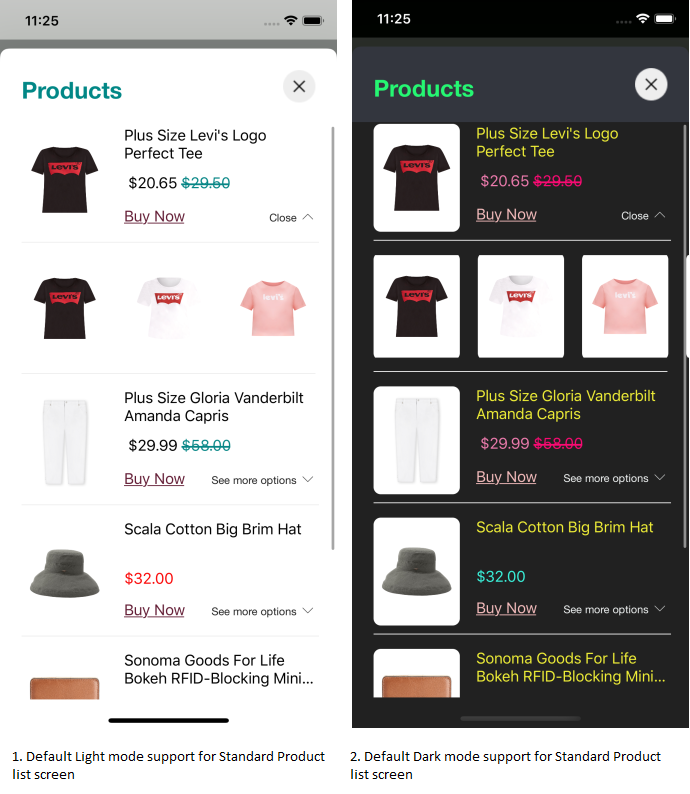 11:25
Products
Plus Size Levi's Logo
Perfect Tee
$20.65 $29.50
Buy Now
Close
Levi's
Levi's
Levi's
Levi's
Plus Size Gloria Vanderbilt
Amanda Capris
$29.99 $58.00
Buy Now
See more options
Scala Cotton Big Brim Hat
$32.00
Buy Now
See more options
Sonoma Goods For Life
Bokeh RFID-Blocking Mini...
1. Default Light mode support for Standard Product
list screen
11:25
Products
Plus Size Levi's Logo
Perfect Tee
$20.65 $29.50
Buy Now
Close
Levi's
Levi's
Levi's
Levi's
Plus Size Gloria Vanderbilt
Amanda Capris
$29.99 $58.00
Buy Now
See more options
Scala Cotton Big Brim Hat
$32.00
Buy Now
See more options
Sonoma Goods For Life
Bokeh RFID-Blocking Mini...
2. Default Dark mode support for Standard Product
list screen